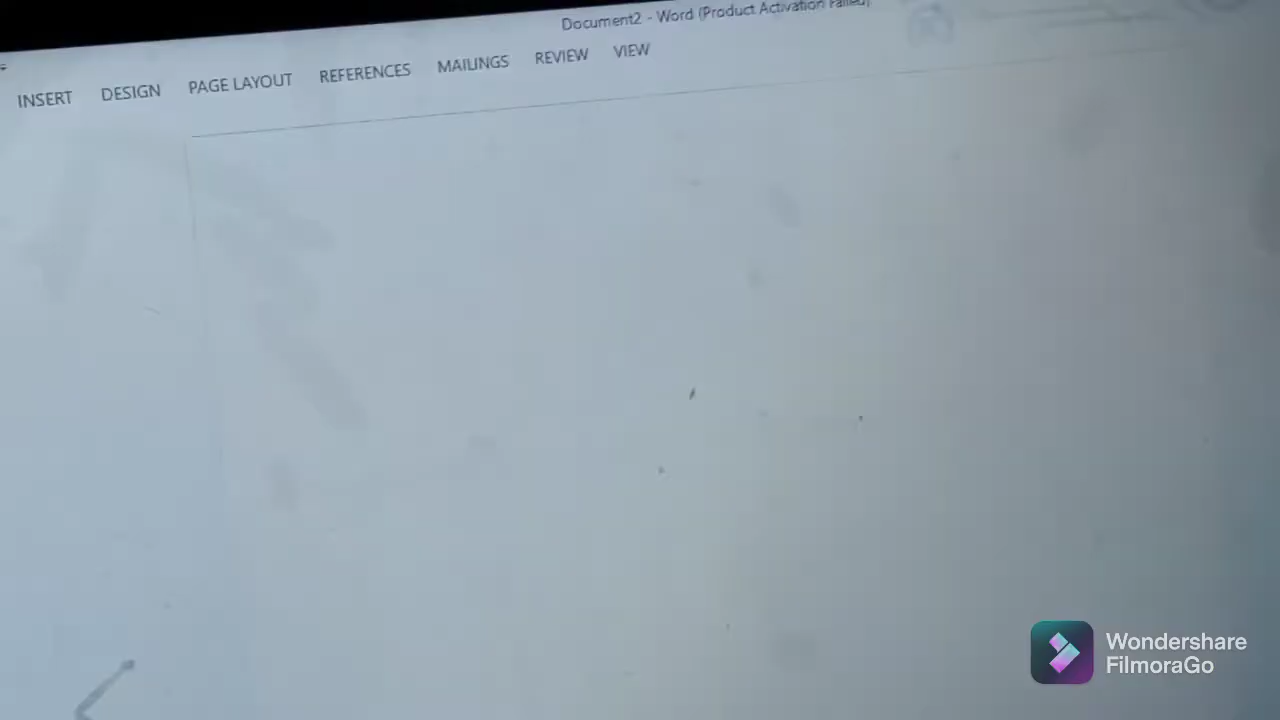 Document2 - Word (Product Activation Failed)
INSERT DESIGN PAGE LAYOUT REFERENCES MAILINGS REVIEW VIEW
Wondershare
FilmoraGo